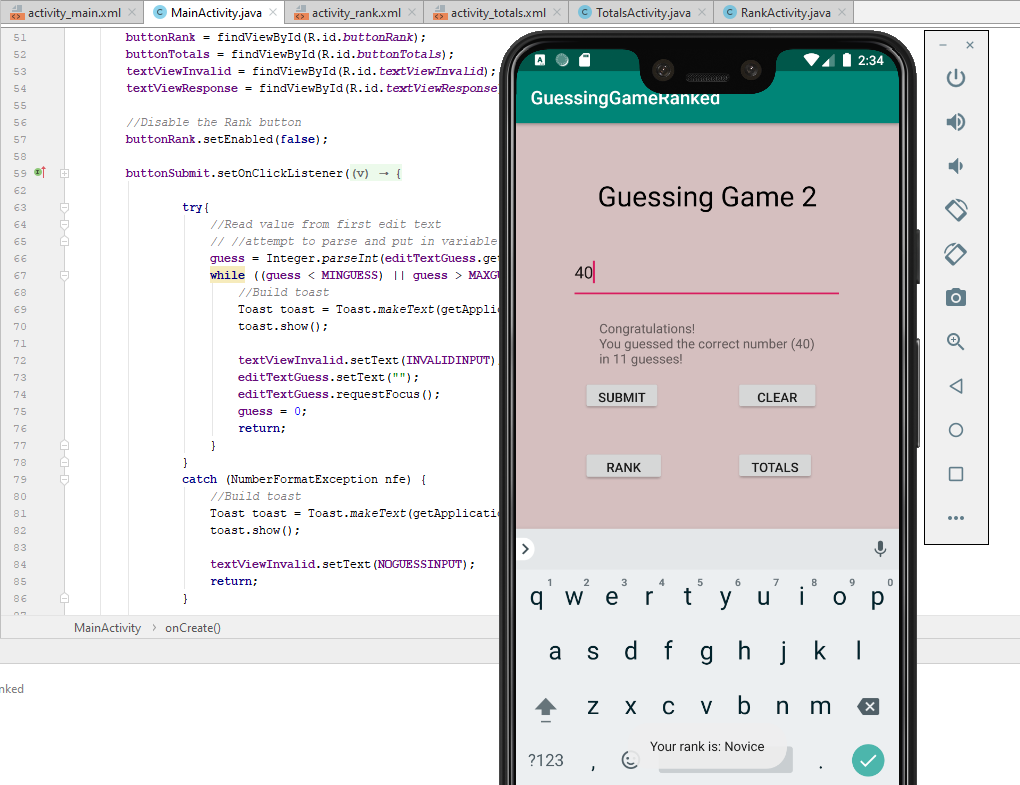 activity_main.xml
MainActivity.java
activity_rank.xml
activity_totals.xml
TotalsActivity.java
RankActivity.java
51 buttonRank = findViewById(R.id.buttonRank);
52 buttonTotals = findViewById(R.id.buttonTotals);
53 textViewInvalid = findViewById(R.id.textViewInvalid);
54 textViewResponse = findViewById(R.id.textViewResponse
55
56 //Disable the Rank button
57 buttonRank.setEnabled(false);
58
59 buttonSubmit.setOnClickListener((v) → {
62
63 try{
64 //Read value from first edit text
65 // //attempt to parse and put in variable
66 guess = Integer.parseInt(editTextGuess.ge
67 while ((guess < MINGUESS) || guess > MAXGU
68 //Build toast
69 Toast toast = Toast.makeText(getApplic
70 toast.show();
71
72 textViewInvalid.setText(INVALIDINPUT)
73 editTextGuess.setText("");
74 editTextGuess.requestFocus();
75 guess = 0;
76 return;
77 }
78 }
79 catch (NumberFormatException nfe) {
80 //Build toast
81 Toast toast = Toast.makeText(getApplicatio
82 toast.show();
83
84 textViewInvalid.setText(NOGUESSINPUT);
85 return;
86 }
MainActivity > onCreate()
nked
A
2:34
GuessingGameRanked
Guessing Game 2
40
Congratulations!
You guessed the correct number (40)
in 11 guesses!
SUBMIT
CLEAR
RANK
TOTALS
1 2 3 4 5 6 7 8 9 0
q w e r t y u i o p
a s d f g h j k l
z x c v b n m
?123 , .
Your rank is: Novice